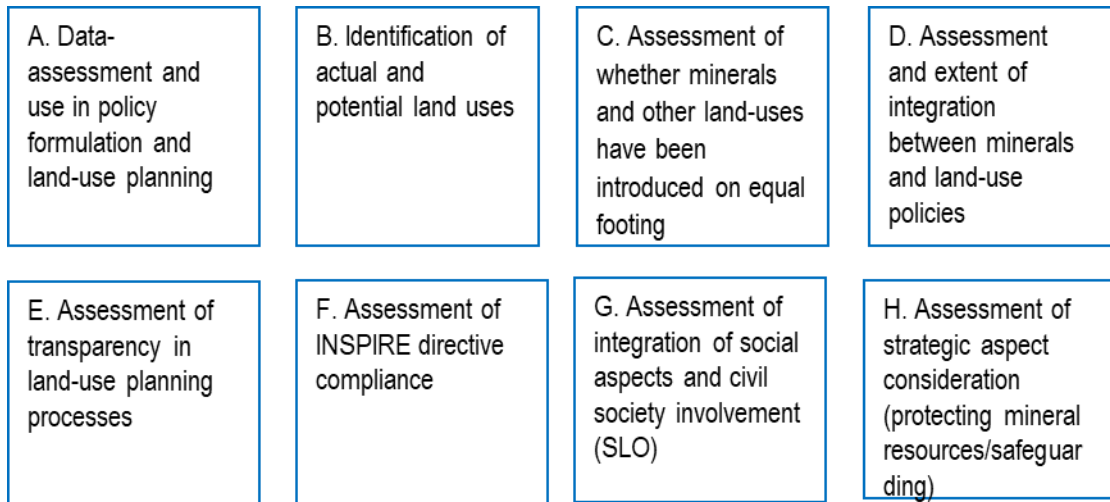 A. Data-
assessment and
use in policy
formulation and
land-use planning
B. Identification of
actual and
potential land uses
C. Assessment of
whether minerals
and other land-uses
have been
introduced on equal
footing
D. Assessment
and extent of
integration
between minerals
and land-use
policies
E. Assessment of
transparency in
land-use planning
processes
F. Assessment of
INSPIRE directive
compliance
G. Assessment of
integration of social
aspects and civil
society involvement
(SLO)
H. Assessment of
strategic aspect
consideration
(protecting mineral
resources/safeguar
ding)